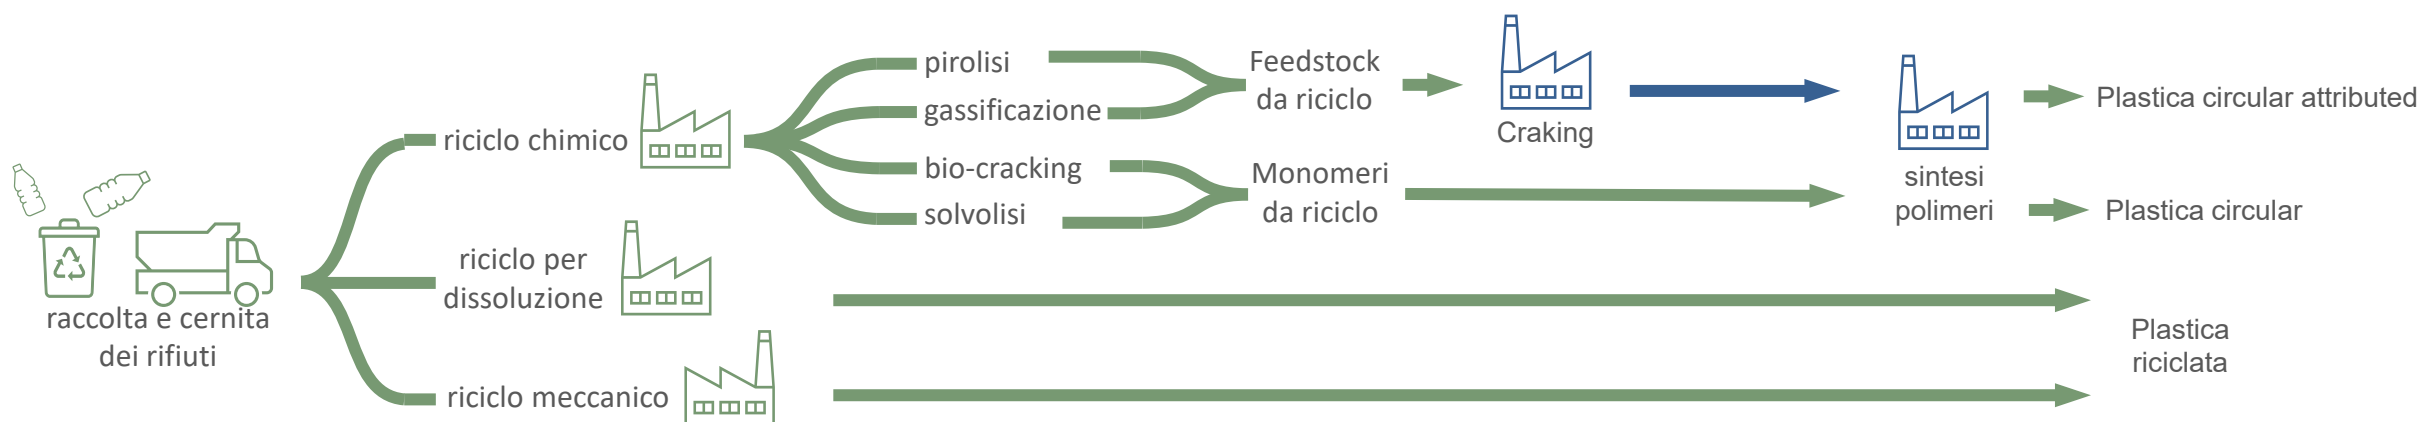 raccolta e cernita
dei rifiuti
riciclo chimico
riciclo per
dissoluzione
riciclo meccanico
pirolisi
gassificazione
bio-cracking
solvolisi
Feedstock
da riciclo
Monomeri
da riciclo
Craking
sintesi
polimeri
Plastica circular attributed
Plastica circular
Plastica
riciclata